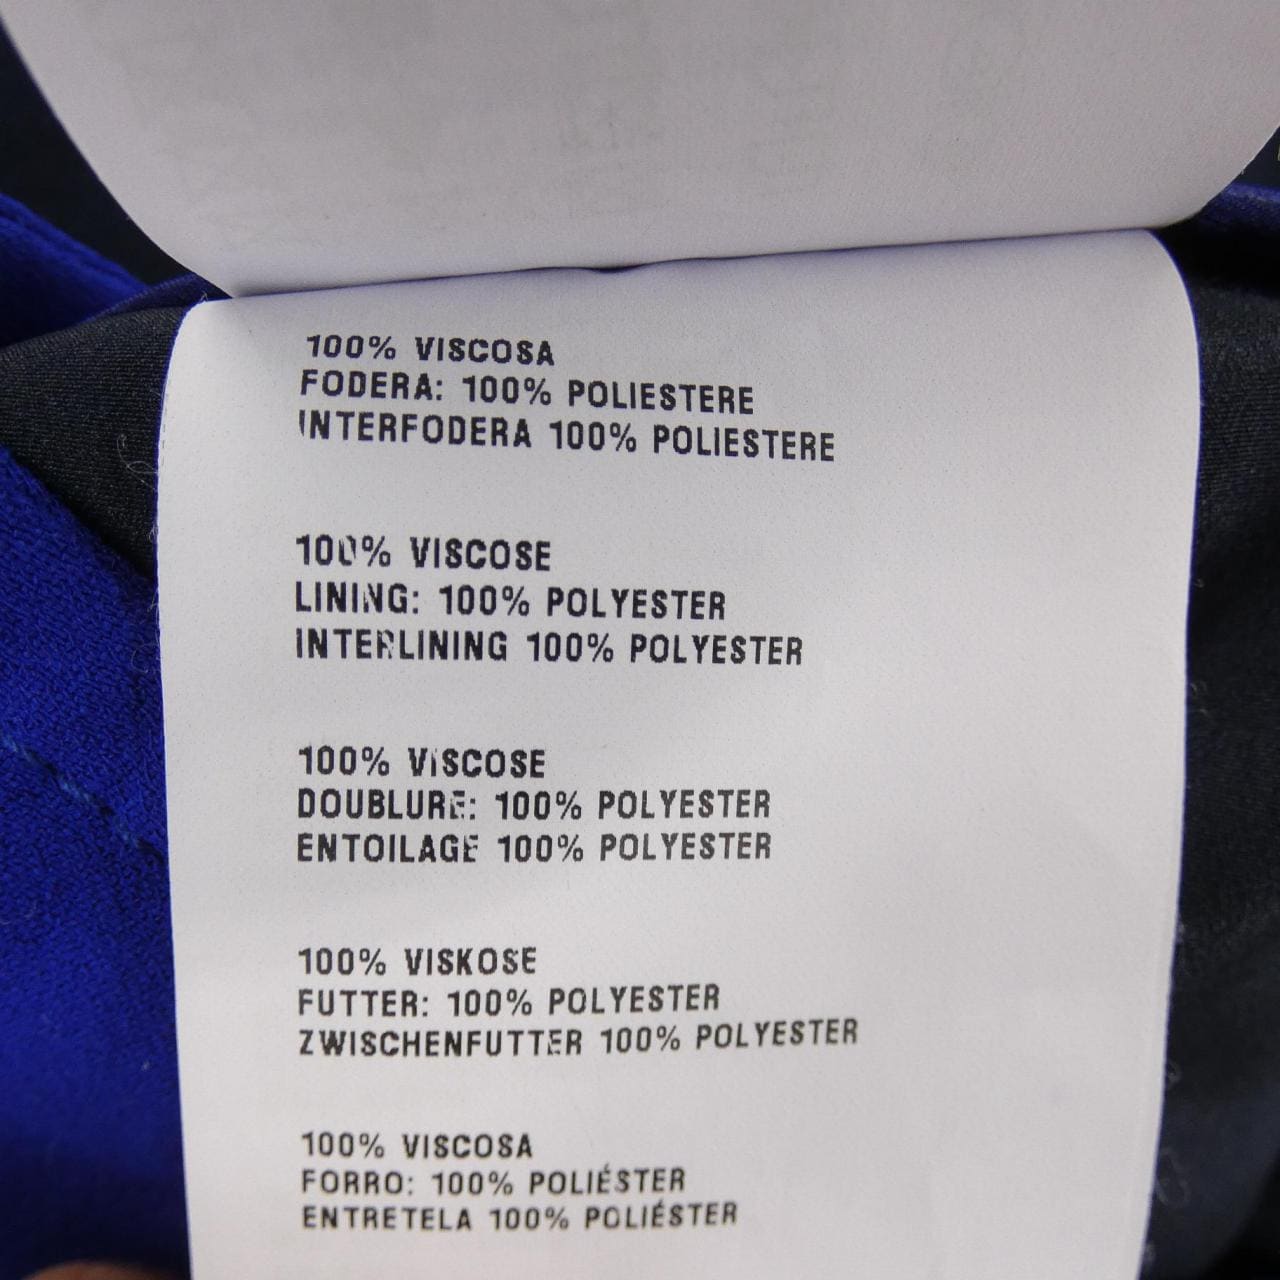 100% VISCOSA
FODERA: 100% POLIESTERE
INTERFODERA 100% POLIESTERE
100% VISCOSE
LINING: 100% POLYESTER
INTERLINING 100% POLYESTER
100% VISCOSE
DOUBLURE: 100% POLYESTER
ENTOILAGE 100% POLYESTER
100% VISKOSE
FUTTER: 100% POLYESTER
ZWISCHENFUTTER 100% POLYESTER
100% VISCOSA
FORRO: 100% POLIÉSTER
ENTRETELA 100% POLIÉSTER